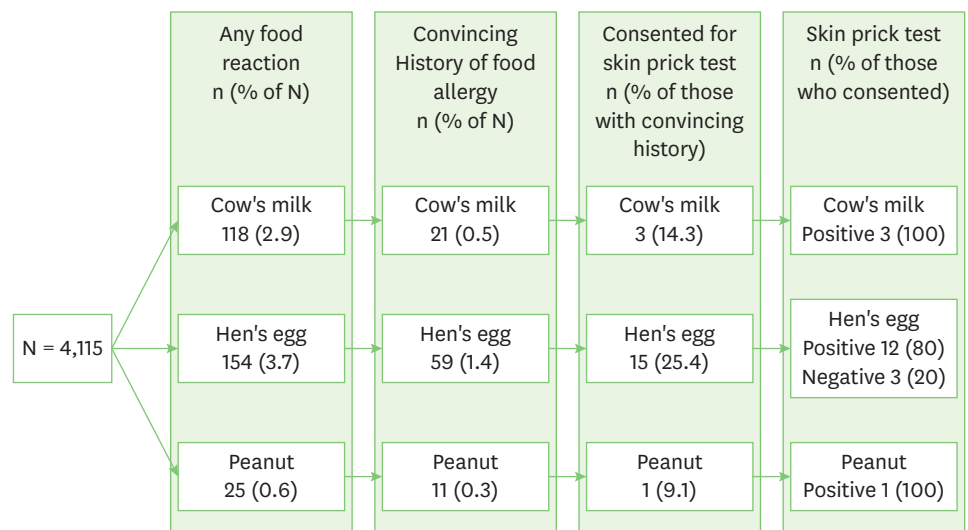 Any food
reaction
n (% of N)
Convincing
History of food
allergy
n (% of N)
Consented for
skin prick test
n (% of those
with convincing
history)
Skin prick test
n (% of those
who consented)
N = 4,115
Cow's milk
118 (2.9)
Cow's milk
21 (0.5)
Cow's milk
3 (14.3)
Cow's milk
Positive 3 (100)
Hen's egg
154 (3.7)
Hen's egg
59 (1.4)
Hen's egg
15 (25.4)
Hen's egg
Positive 12 (80)
Negative 3 (20)
Peanut
25 (0.6)
Peanut
11 (0.3)
Peanut
1 (9.1)
Peanut
Positive 1 (100)